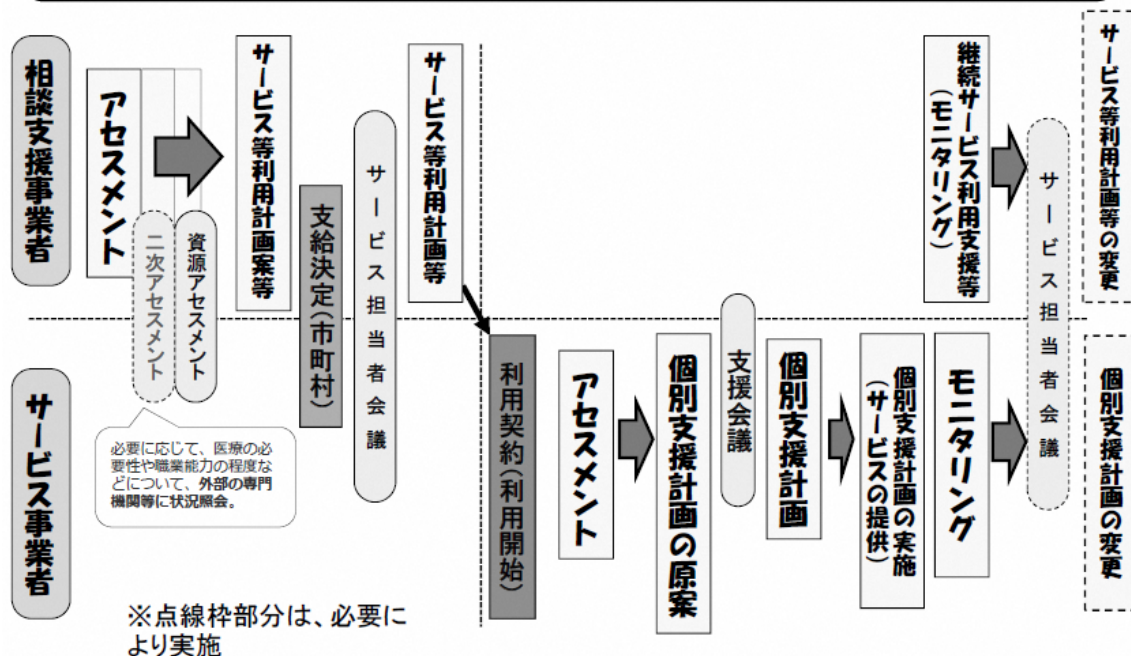 相談支援事業者
アセスメント
二次アセスメント
資源アセスメント
サービス等利用計画案等
支給決定(市町村)
サービス担当者会議
サービス等利用計画等
継続サービス利用支援等
(モニタリング)
サービス担当者会議
サービス等利用計画等の変更
サービス事業者
必要に応じて、医療の必
要性や職業能力の程度な
どについて、外部の専門
機関等に状況照会。
利用契約(利用開始)
アセスメント
個別支援計画の原案
支援会議
個別支援計画
個別支援計画の実施
(サービスの提供)
モニタリング
個別支援計画の変更
※点線枠部分は、必要に
より実施